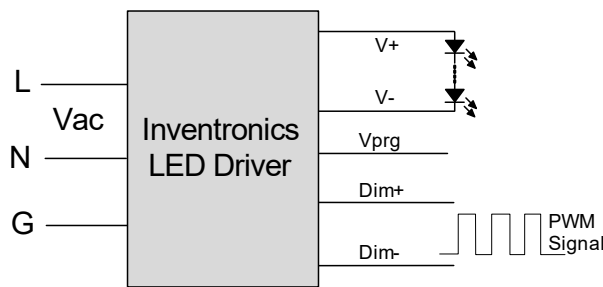 L
Vac
N
G
Inventronics
LED Driver
V+
V-
Vprg
Dim+
Dim-
PWM
Signal